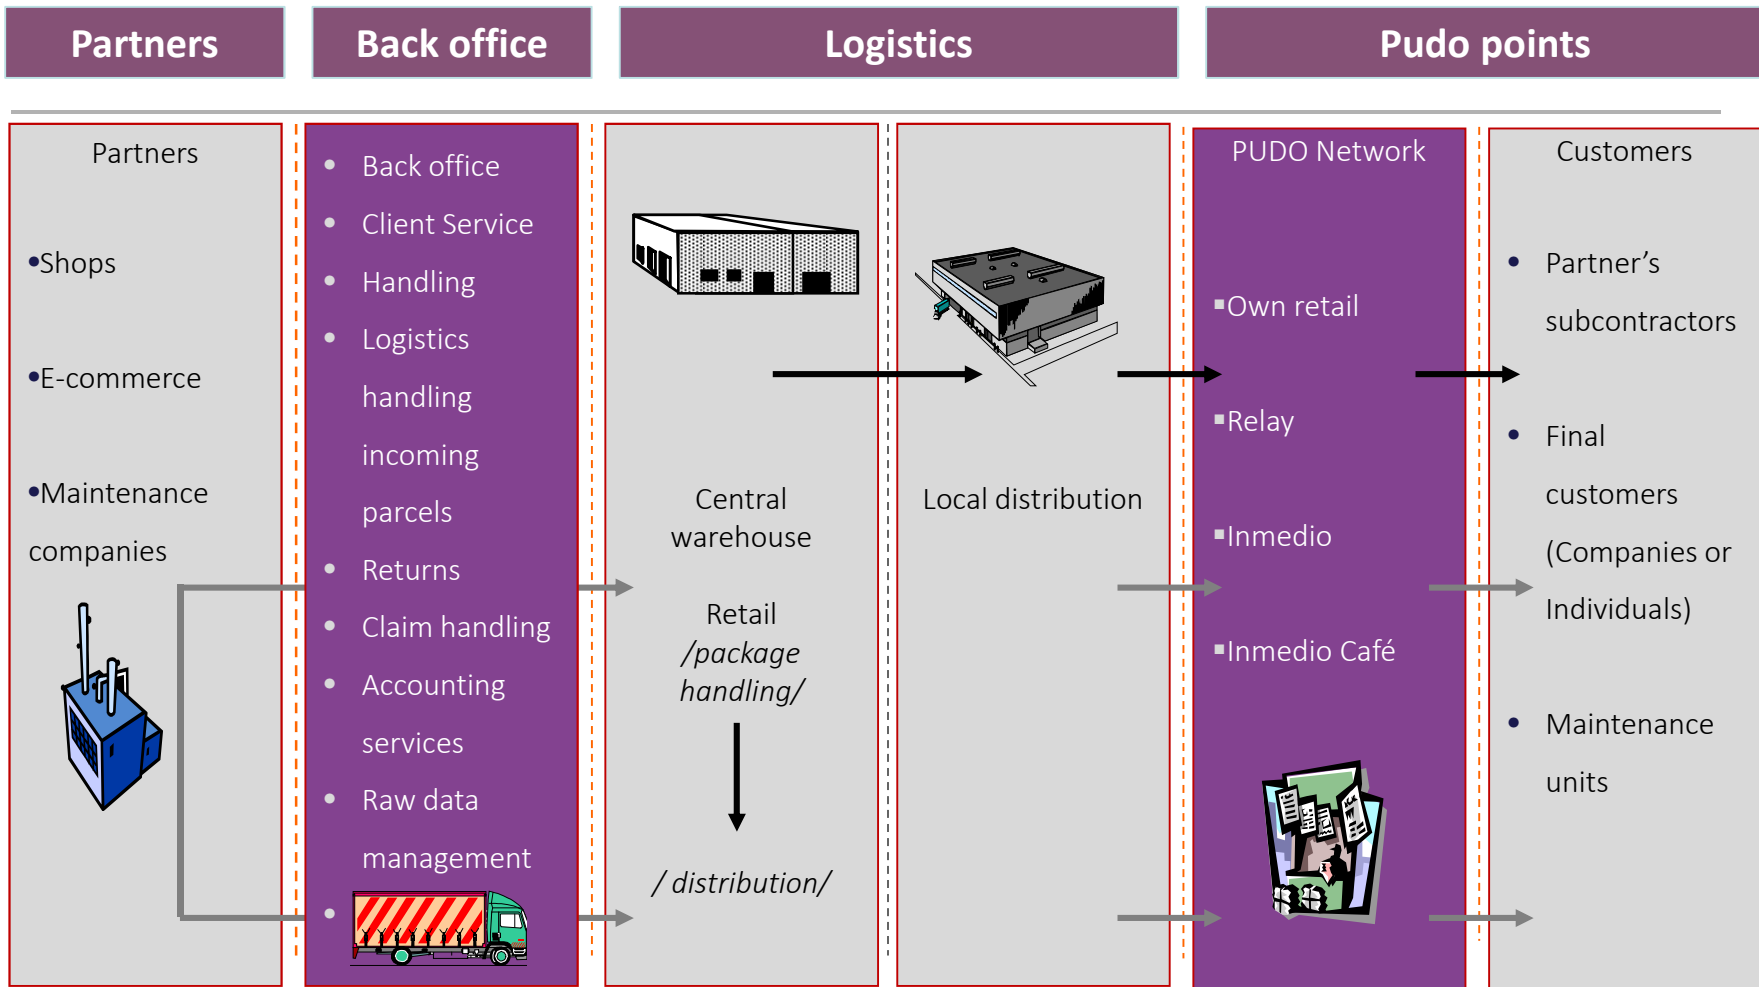 Partners
Back office
Logistics
Pudo points
Partners
•Shops
•E-commerce
•Maintenance
companies
• Back office
• Client Service
• Handling
• Logistics
handling
incoming
parcels
• Returns
• Claim handling
• Accounting
services
• Raw data
management
•
Central
warehouse
Retail
/package
handling/
/ distribution/
Local distribution
PUDO Network
▪Own retail
▪Relay
▪Inmedio
▪Inmedio Café
Customers
• Partner’s
subcontractors
• Final
customers
(Companies or
Individuals)
• Maintenance
units